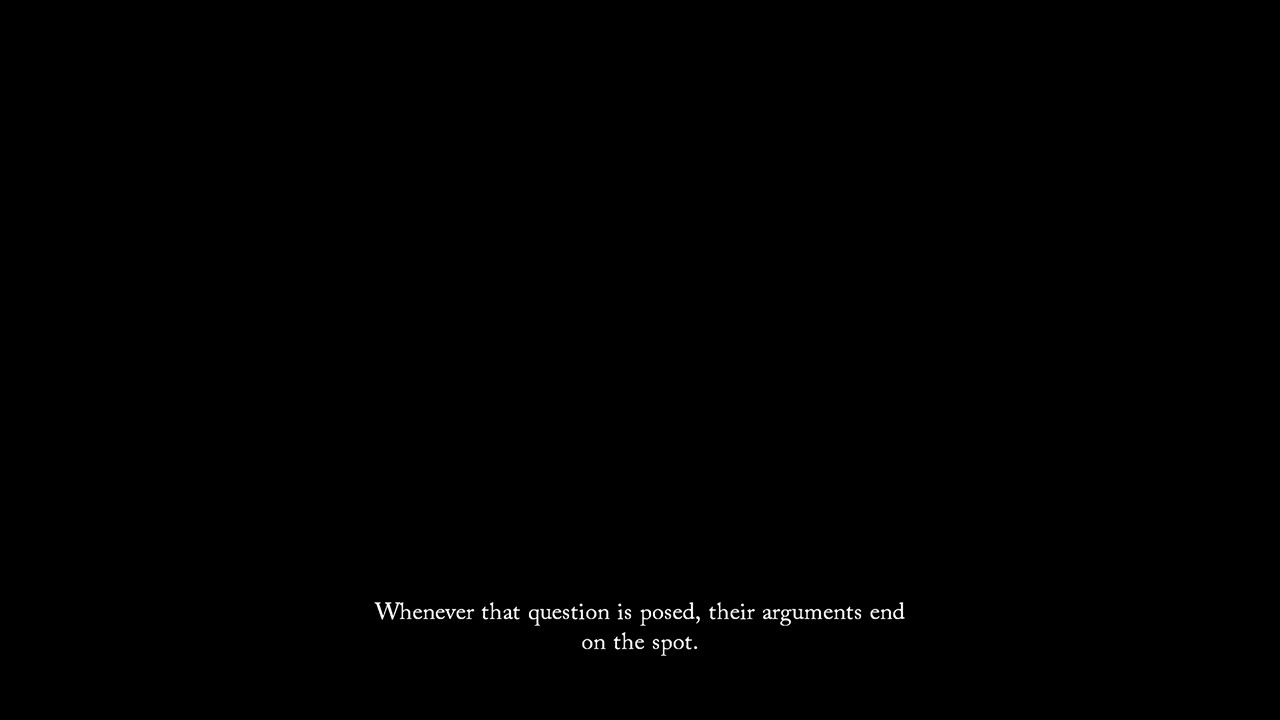 Whenever that question is posed, their arguments end
on the spot.